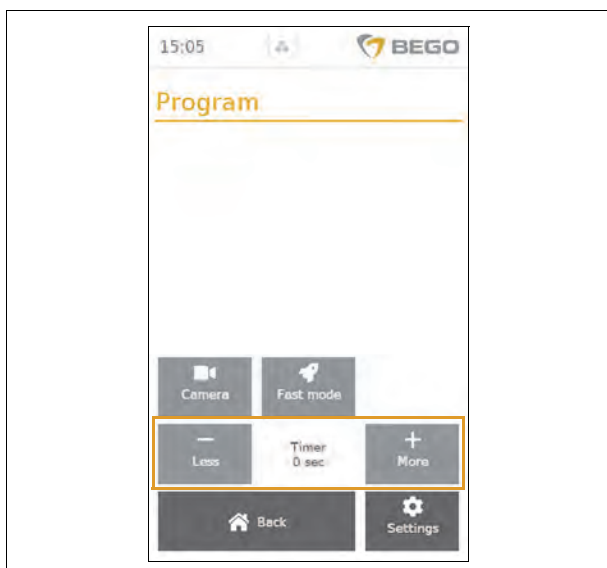 15:05
BEGO
Program
Camera
Fast mode
Less
Timer
0 sec
More
Back
Settings